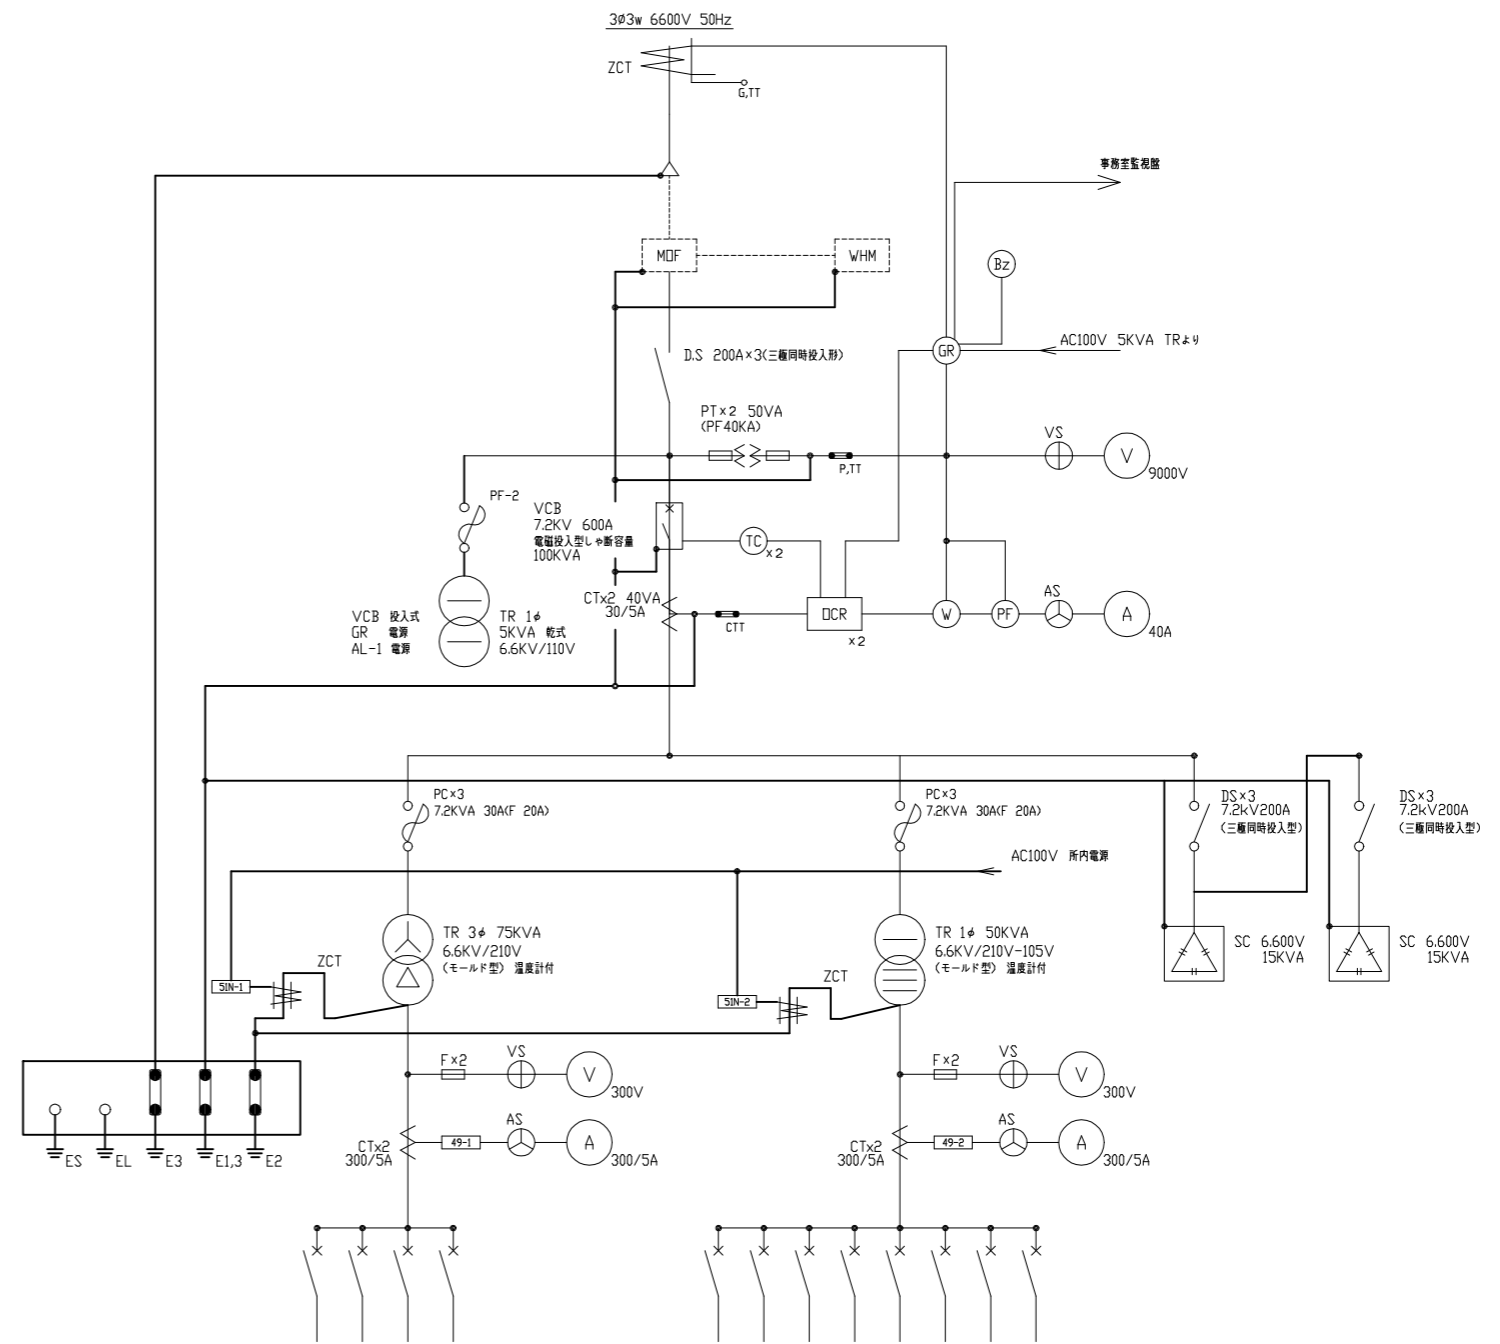 3Ø3w 6600V 50Hz
ZCT
G,TT
事務室監視盤
MOF
WHM
Bz
D.S 200A×3(三極同時投入形)
GR
AC100V 5KVA TRより
PT×2 50VA
(PF40KA)
VS
V
9000V
P,TT
PF-2
VCB
7.2KV 600A
電磁投入型しゃ断容量
100KVA
TC
×2
CTx2 40VA
30/5A
CTT
OCR
×2
W
PF
AS
A
40A
VCB 投入式
GR 電源
AL-1 電源
TR 1φ
5KVA 乾式
6.6KV/110V
PC×3
7.2KVA 30A(F 20A)
PC×3
7.2KVA 30A(F 20A)
DS×3
7.2kV200A
(三極同時投入型)
DS×3
7.2kV200A
(三極同時投入型)
AC100V 所内電源
TR 3φ 75KVA
6.6KV/210V
(モールド型) 温度計付
TR 1φ 50KVA
6.6KV/210V-105V
(モールド型) 温度計付
SC 6.600V
15KVA
SC 6.600V
15KVA
ZCT
51N-1
ZCT
51N-2
F×2
VS
V
300V
F×2
VS
V
300V
CTx2
300/5A
49-1
AS
A
300/5A
CTx2
300/5A
49-2
AS
A
300/5A
ES
EL
E3
E1,3
E2